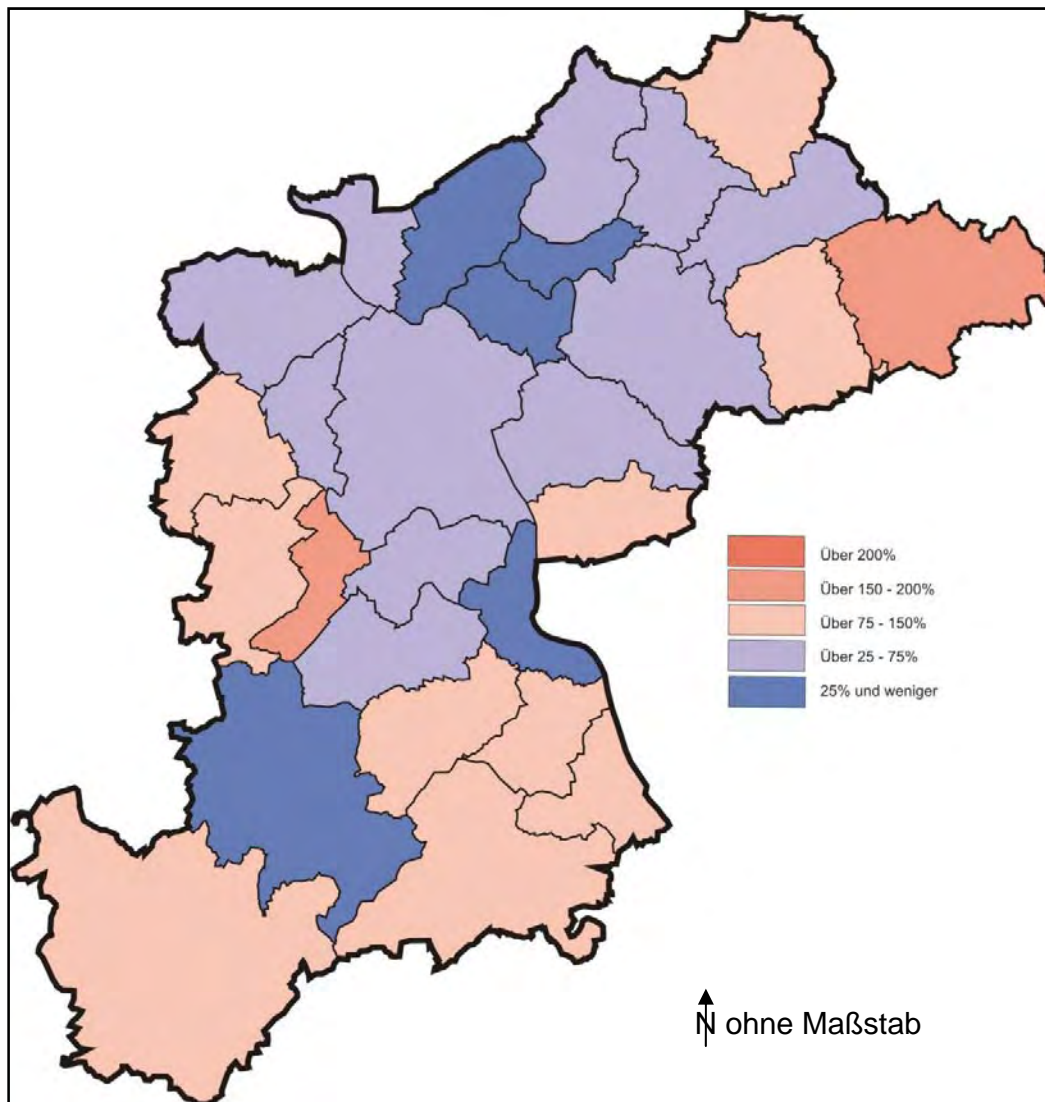 Über 200%
Über 150 - 200%
Über 75 - 150%
Über 25 - 75%
25% und weniger
N ohne Maßstab